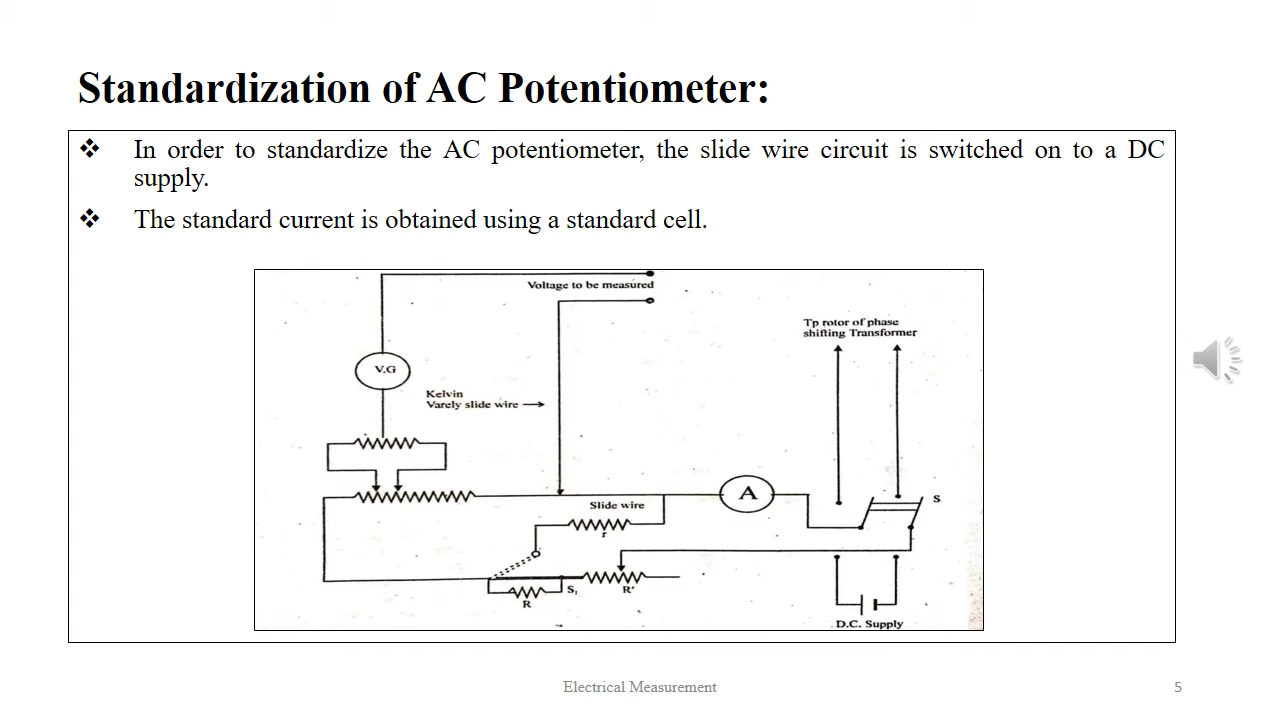 Standardization of AC Potentiometer:
❖ In order to standardize the AC potentiometer, the slide wire circuit is switched on to a DC
supply.
❖ The standard current is obtained using a standard cell.
Voltage to be measured
Tp rotor of phase
shifting Transformer
V.G
Kelvin
Varely slide wire →
A
S
Slide wire
r
S₁
R
R'
D.C. Supply
Electrical Measurement
5